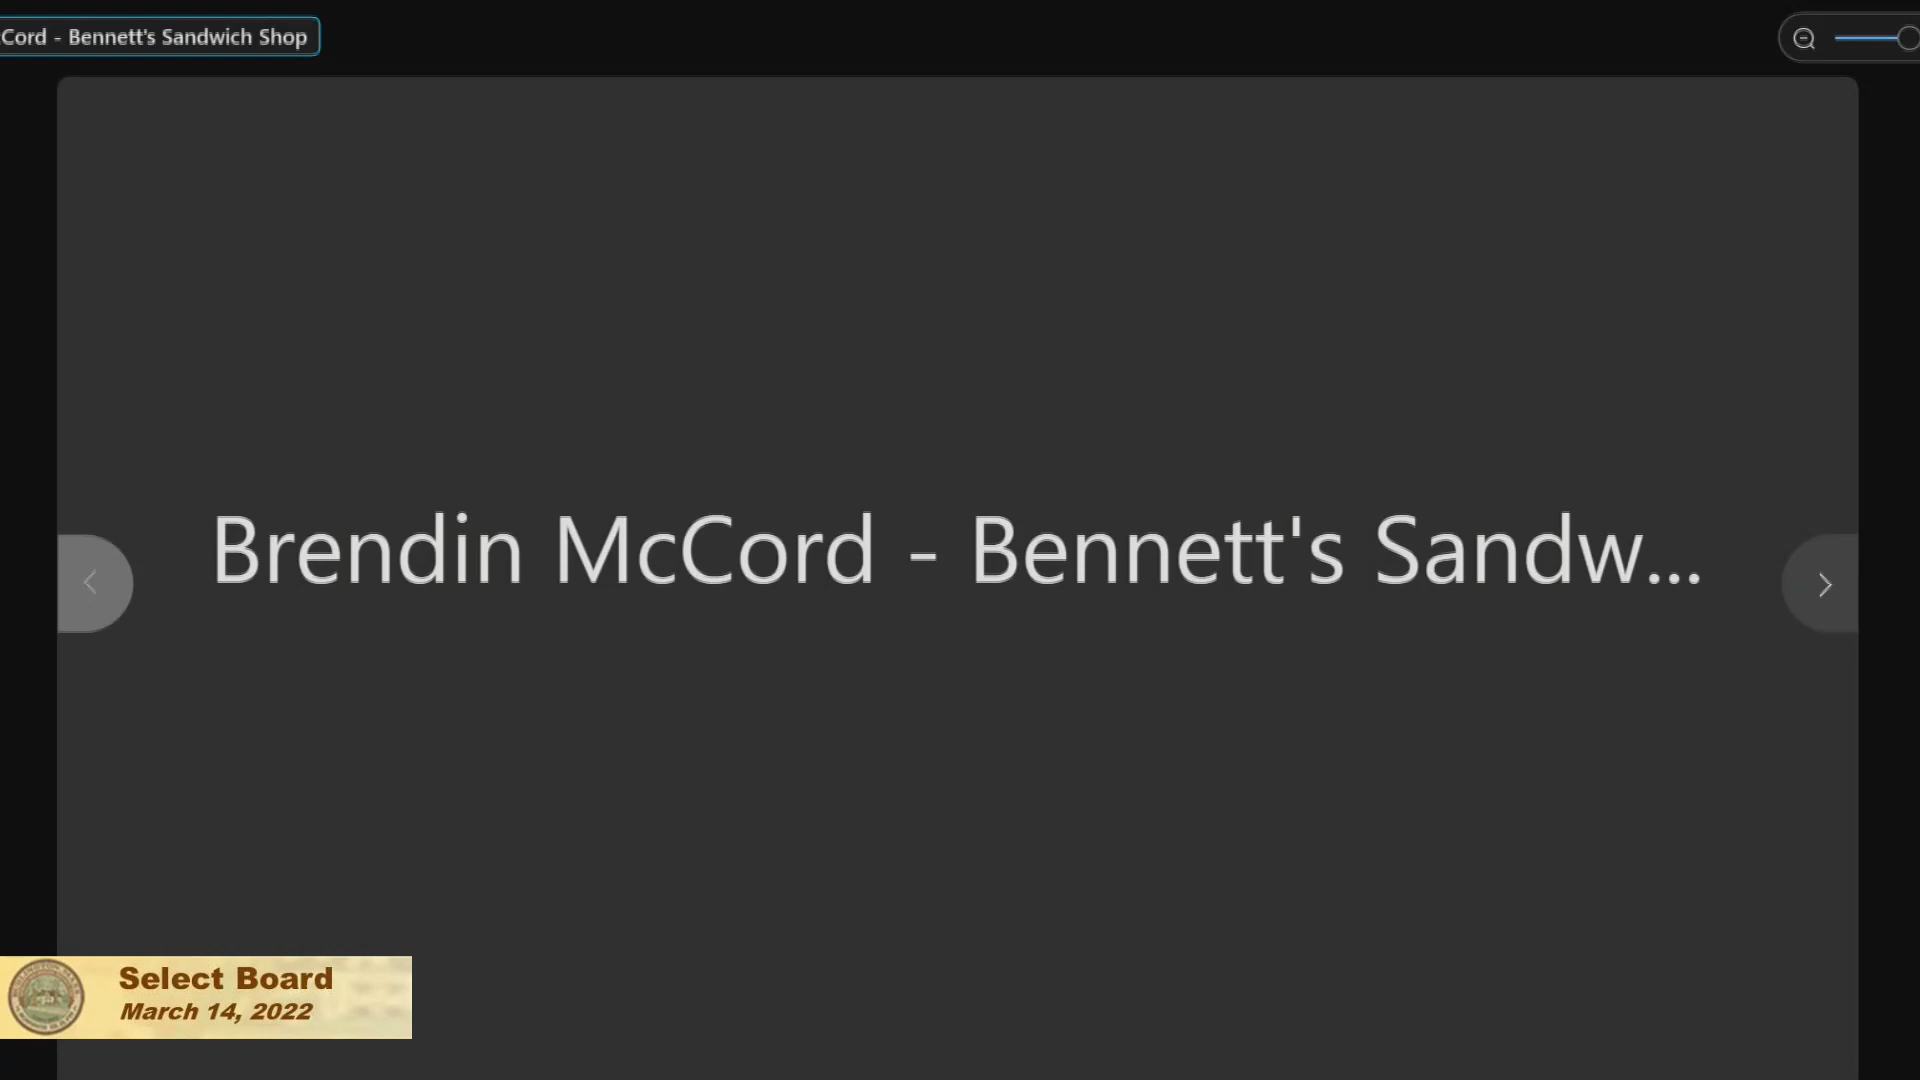 Cord - Bennett's Sandwich Shop
Brendin McCord - Bennett's Sandw...
Select Board
March 14, 2022